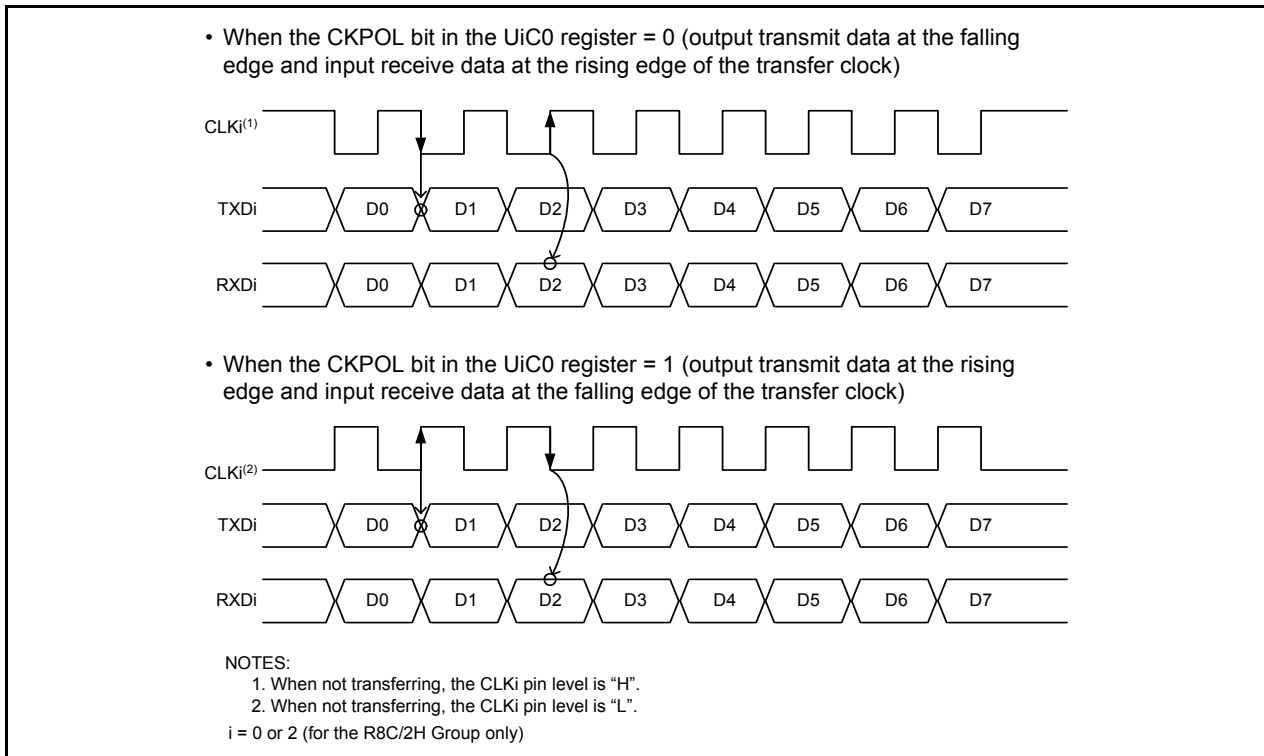 • When the CKPOL bit in the UiC0 register = 0 (output transmit data at the falling
edge and input receive data at the rising edge of the transfer clock)
CLKi(1)
TXDi D0 D1 D2 D3 D4 D5 D6 D7
RXDi D0 D1 D2 D3 D4 D5 D6 D7
• When the CKPOL bit in the UiC0 register = 1 (output transmit data at the rising
edge and input receive data at the falling edge of the transfer clock)
CLKi(2)
TXDi D0 D1 D2 D3 D4 D5 D6 D7
RXDi D0 D1 D2 D3 D4 D5 D6 D7
NOTES:
1. When not transferring, the CLKi pin level is “H”.
2. When not transferring, the CLKi pin level is “L”.
i = 0 or 2 (for the R8C/2H Group only)